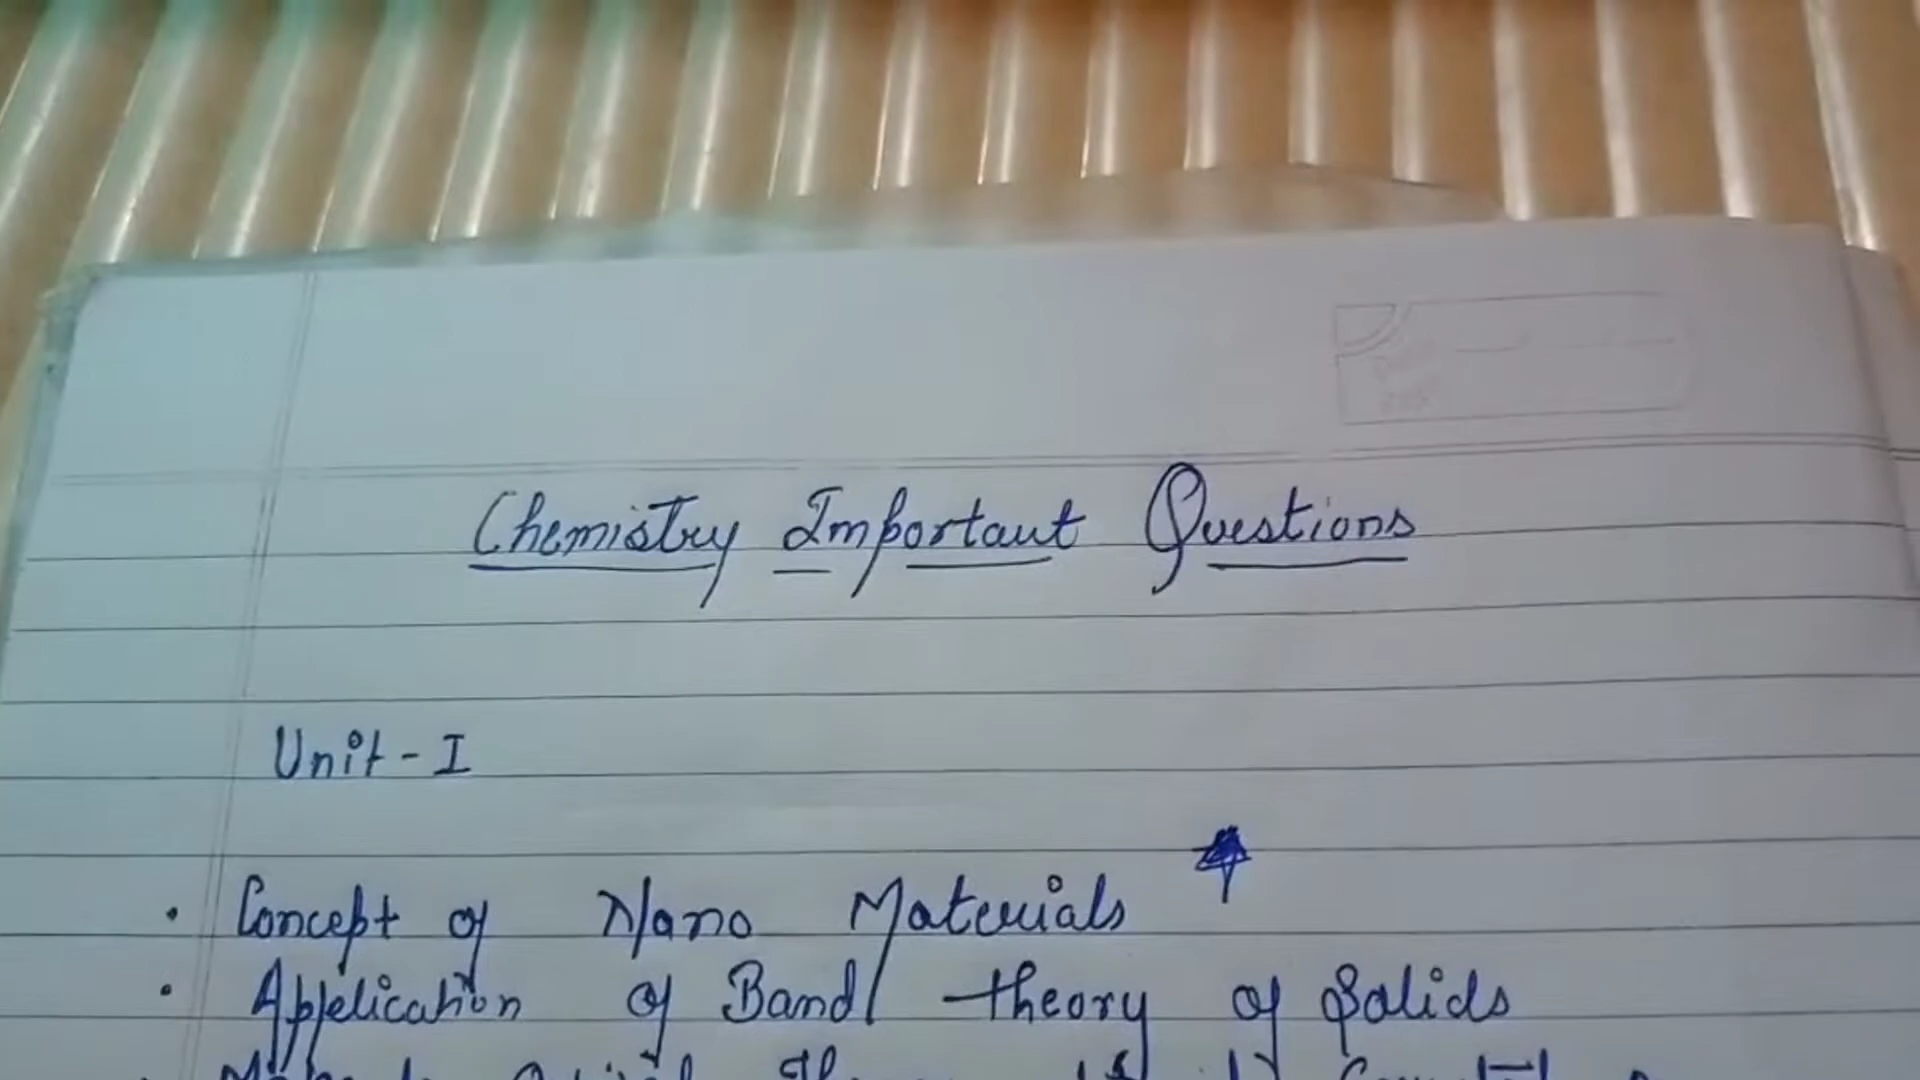 Chemistry Important Questions
Unit - I
• Concept of Nano Materials
• Application of Band theory of Solids